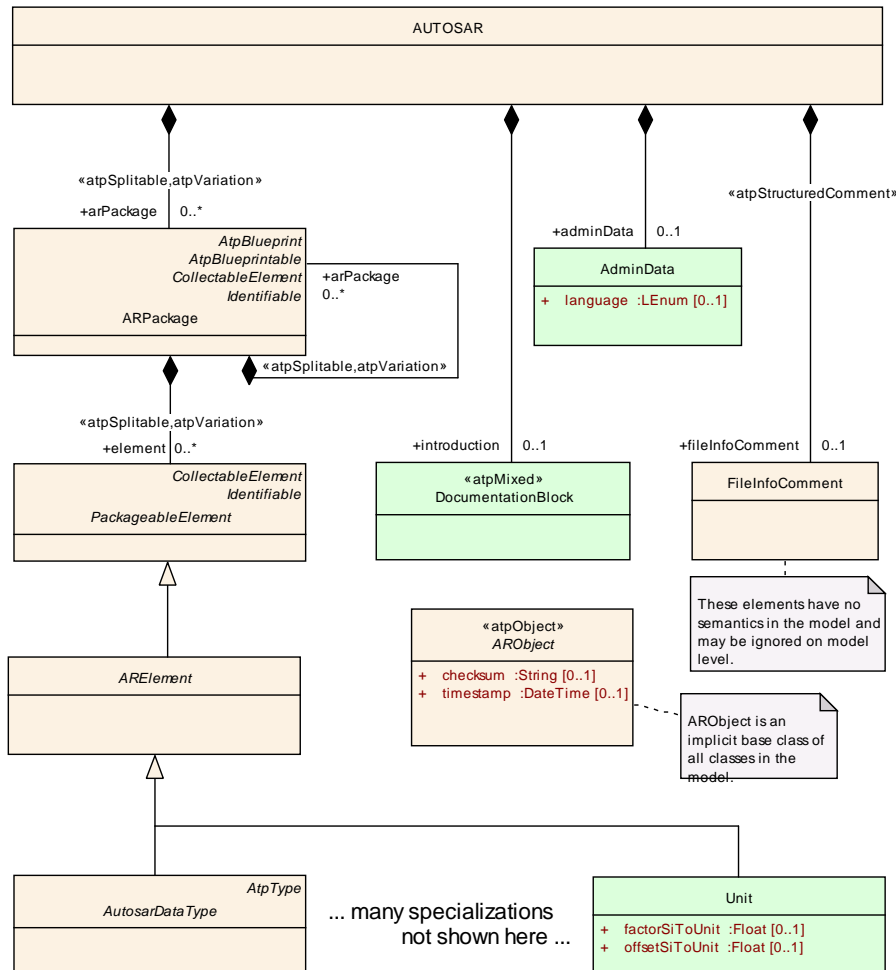 AUTOSAR
«atpSplitable,atpVariation»
+arPackage 0..*
«atpStructuredComment»
+adminData 0..1
AtpBlueprint
AtpBlueprintable
CollectableElement
Identifiable
ARPackage
+arPackage
0..*
AdminData
+ language :LEnum [0..1]
«atpSplitable,atpVariation»
«atpSplitable,atpVariation»
+element 0..*
+introduction 0..1
+fileInfoComment 0..1
CollectableElement
Identifiable
PackageableElement
«atpMixed»
DocumentationBlock
FileInfoComment
These elements have no
semantics in the model and
may be ignored on model
level.
«atpObject»
ARObject
+ checksum :String [0..1]
+ timestamp :DateTime [0..1]
ARElement
ARObject is an
implicit base class of
all classes in the
model.
AtpType
AutosarDataType
... many specializations
not shown here ...
Unit
+ factorSiToUnit :Float [0..1]
+ offsetSiToUnit :Float [0..1]